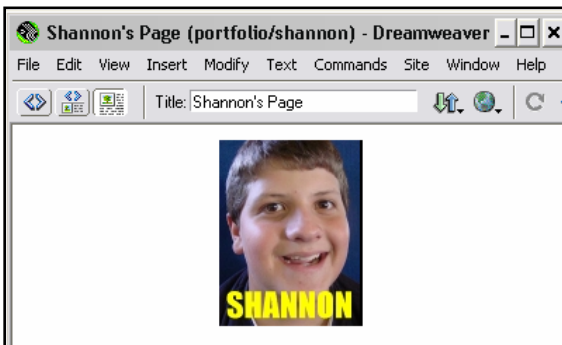 Shannon's Page (portfolio/shannon) - Dreamweaver
File Edit View Insert Modify Text Commands Site Window Help
Title: Shannon's Page
SHANNON